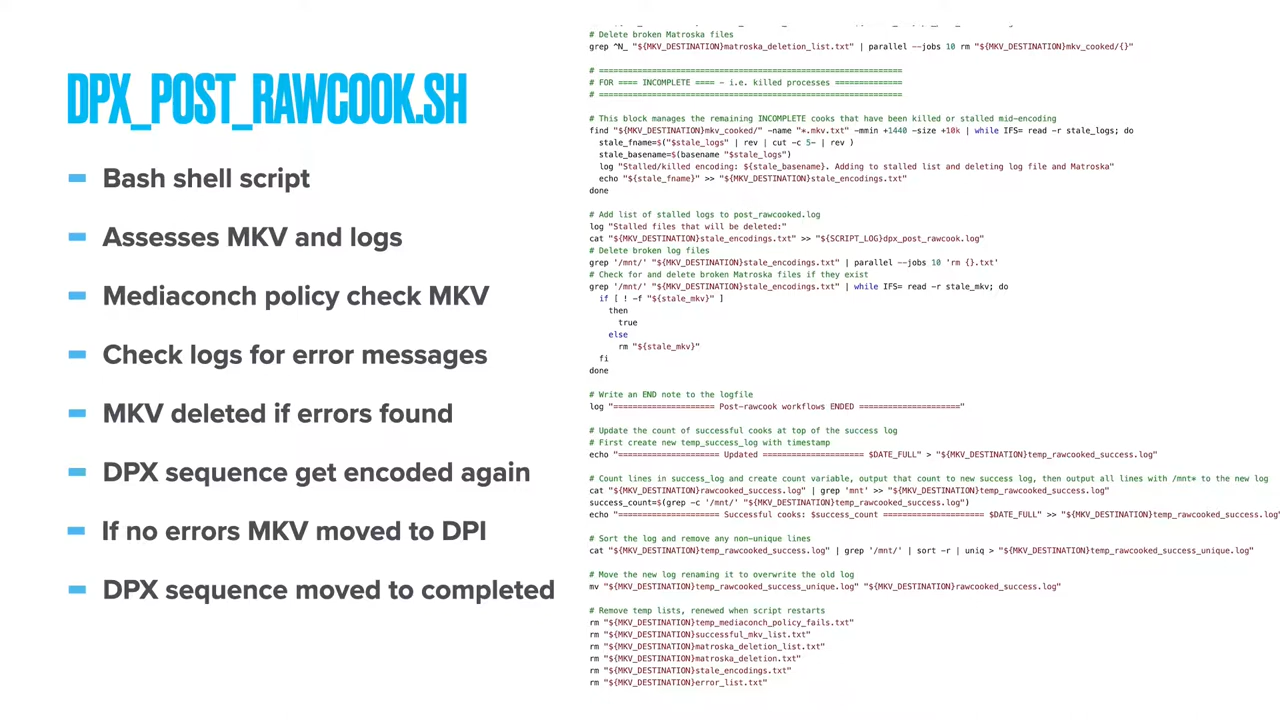 DPX_POST_RAWCOOK.SH
Bash shell script
Assesses MKV and logs
Mediaconch policy check MKV
Check logs for error messages
MKV deleted if errors found
DPX sequence get encoded again
If no errors MKV moved to DPI
DPX sequence moved to completed
# Delete broken Matroska files
grep ^N_ "${MKV_DESTINATION}matroska_deletion_list.txt" | parallel --jobs 10 rm "${MKV_DESTINATION}mkv_cooked/{}"
# ===============================================================
# FOR ==== INCOMPLETE ==== - i.e. killed processes ==============
# ===============================================================
# This block manages the remaining INCOMPLETE cooks that have been killed or stalled mid-encoding
find "${MKV_DESTINATION}mkv_cooked/" -name "*.mkv.txt" -mmin +1440 -size +10k | while IFS= read -r stale_logs; do
stale_fname=$("$stale_logs" | rev | cut -c 5- | rev )
stale_basename=$(basename "$stale_logs")
log "Stalled/killed encoding: ${stale_basename}. Adding to stalled list and deleting log file and Matroska"
echo "${stale_fname}" >> "${MKV_DESTINATION}stale_encodings.txt"
done
# Add list of stalled logs to post_rawcooked.log
log "Stalled files that will be deleted:"
cat "${MKV_DESTINATION}stale_encodings.txt" >> "${SCRIPT_LOG}dpx_post_rawcook.log"
# Delete broken log files
grep '/mnt/' "${MKV_DESTINATION}stale_encodings.txt" | parallel --jobs 10 'rm {}.txt'
# Check for and delete broken Matroska files if they exist
grep '/mnt/' "${MKV_DESTINATION}stale_encodings.txt" | while IFS= read -r stale_mkv; do
if [ ! -f "${stale_mkv}" ]
then
true
else
rm "${stale_mkv}"
fi
done
# Write an END note to the logfile
log "===================== Post-rawcook workflows ENDED ====================="
# Update the count of successful cooks at top of the success log
# First create new temp_success_log with timestamp
echo "===================== Updated ===================== $DATE_FULL" > "${MKV_DESTINATION}temp_rawcooked_success.log"
# Count lines in success_log and create count variable, output that count to new success log, then output all lines with /mnt* to the new log
cat "${MKV_DESTINATION}rawcooked_success.log" | grep 'mnt' >> "${MKV_DESTINATION}temp_rawcooked_success.log"
success_count=$(grep -c '/mnt/' "${MKV_DESTINATION}temp_rawcooked_success.log")
echo "===================== Successful cooks: $success_count ===================== $DATE_FULL" >> "${MKV_DESTINATION}temp_rawcooked_success.log"
# Sort the log and remove any non-unique lines
cat "${MKV_DESTINATION}temp_rawcooked_success.log" | grep '/mnt/' | sort -r | uniq > "${MKV_DESTINATION}temp_rawcooked_success_unique.log"
# Move the new log renaming it to overwrite the old log
mv "${MKV_DESTINATION}temp_rawcooked_success_unique.log" "${MKV_DESTINATION}rawcooked_success.log"
# Remove temp lists, renewed when script restarts
rm "${MKV_DESTINATION}temp_mediaconch_policy_fails.txt"
rm "${MKV_DESTINATION}successful_mkv_list.txt"
rm "${MKV_DESTINATION}matroska_deletion_list.txt"
rm "${MKV_DESTINATION}matroska_deletion.txt"
rm "${MKV_DESTINATION}stale_encodings.txt"
rm "${MKV_DESTINATION}error_list.txt"